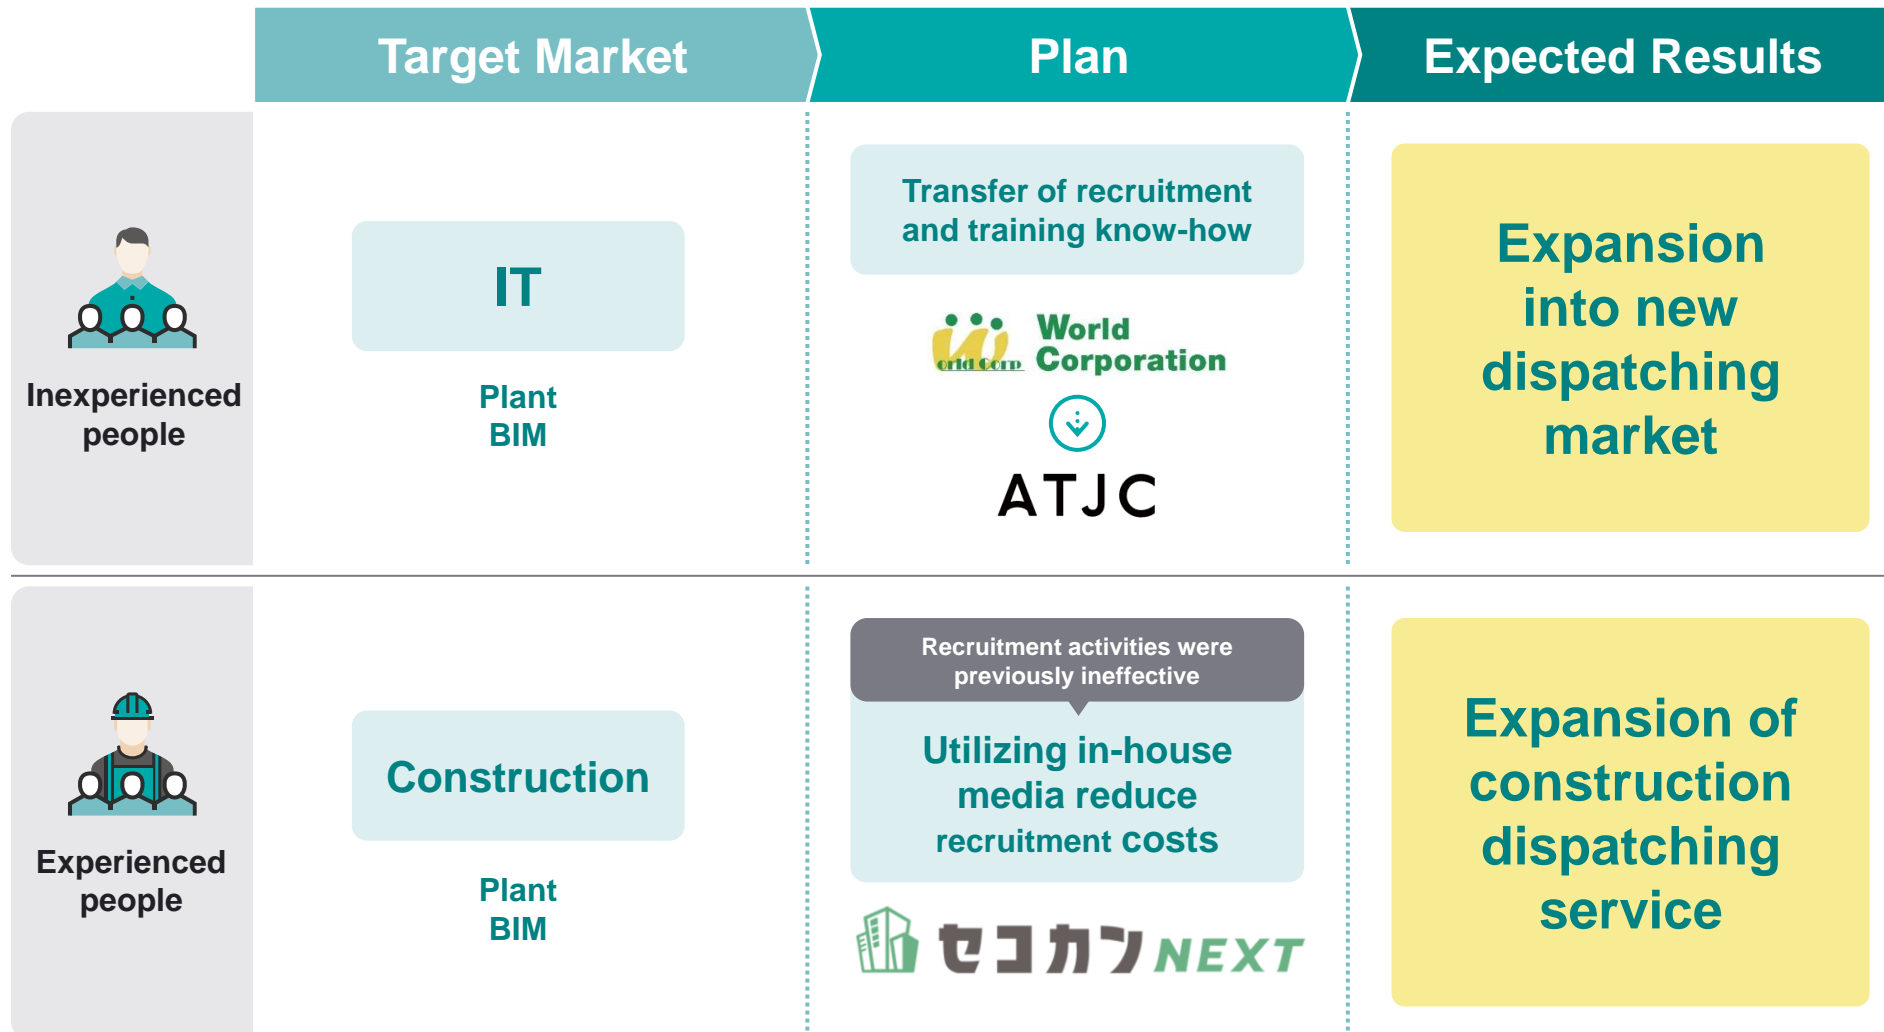 Target Market
Plan
Expected Results
Inexperienced
people
IT
Plant
BIM
Transfer of recruitment
and training know-how
orld Corp
World
Corporation
ATJC
Expansion
into new
dispatching
market
Experienced
people
Construction
Plant
BIM
Recruitment activities were
previously ineffective
Utilizing in-house
media reduce
recruitment costs
セコカンNEXT
Expansion of
construction
dispatching
service